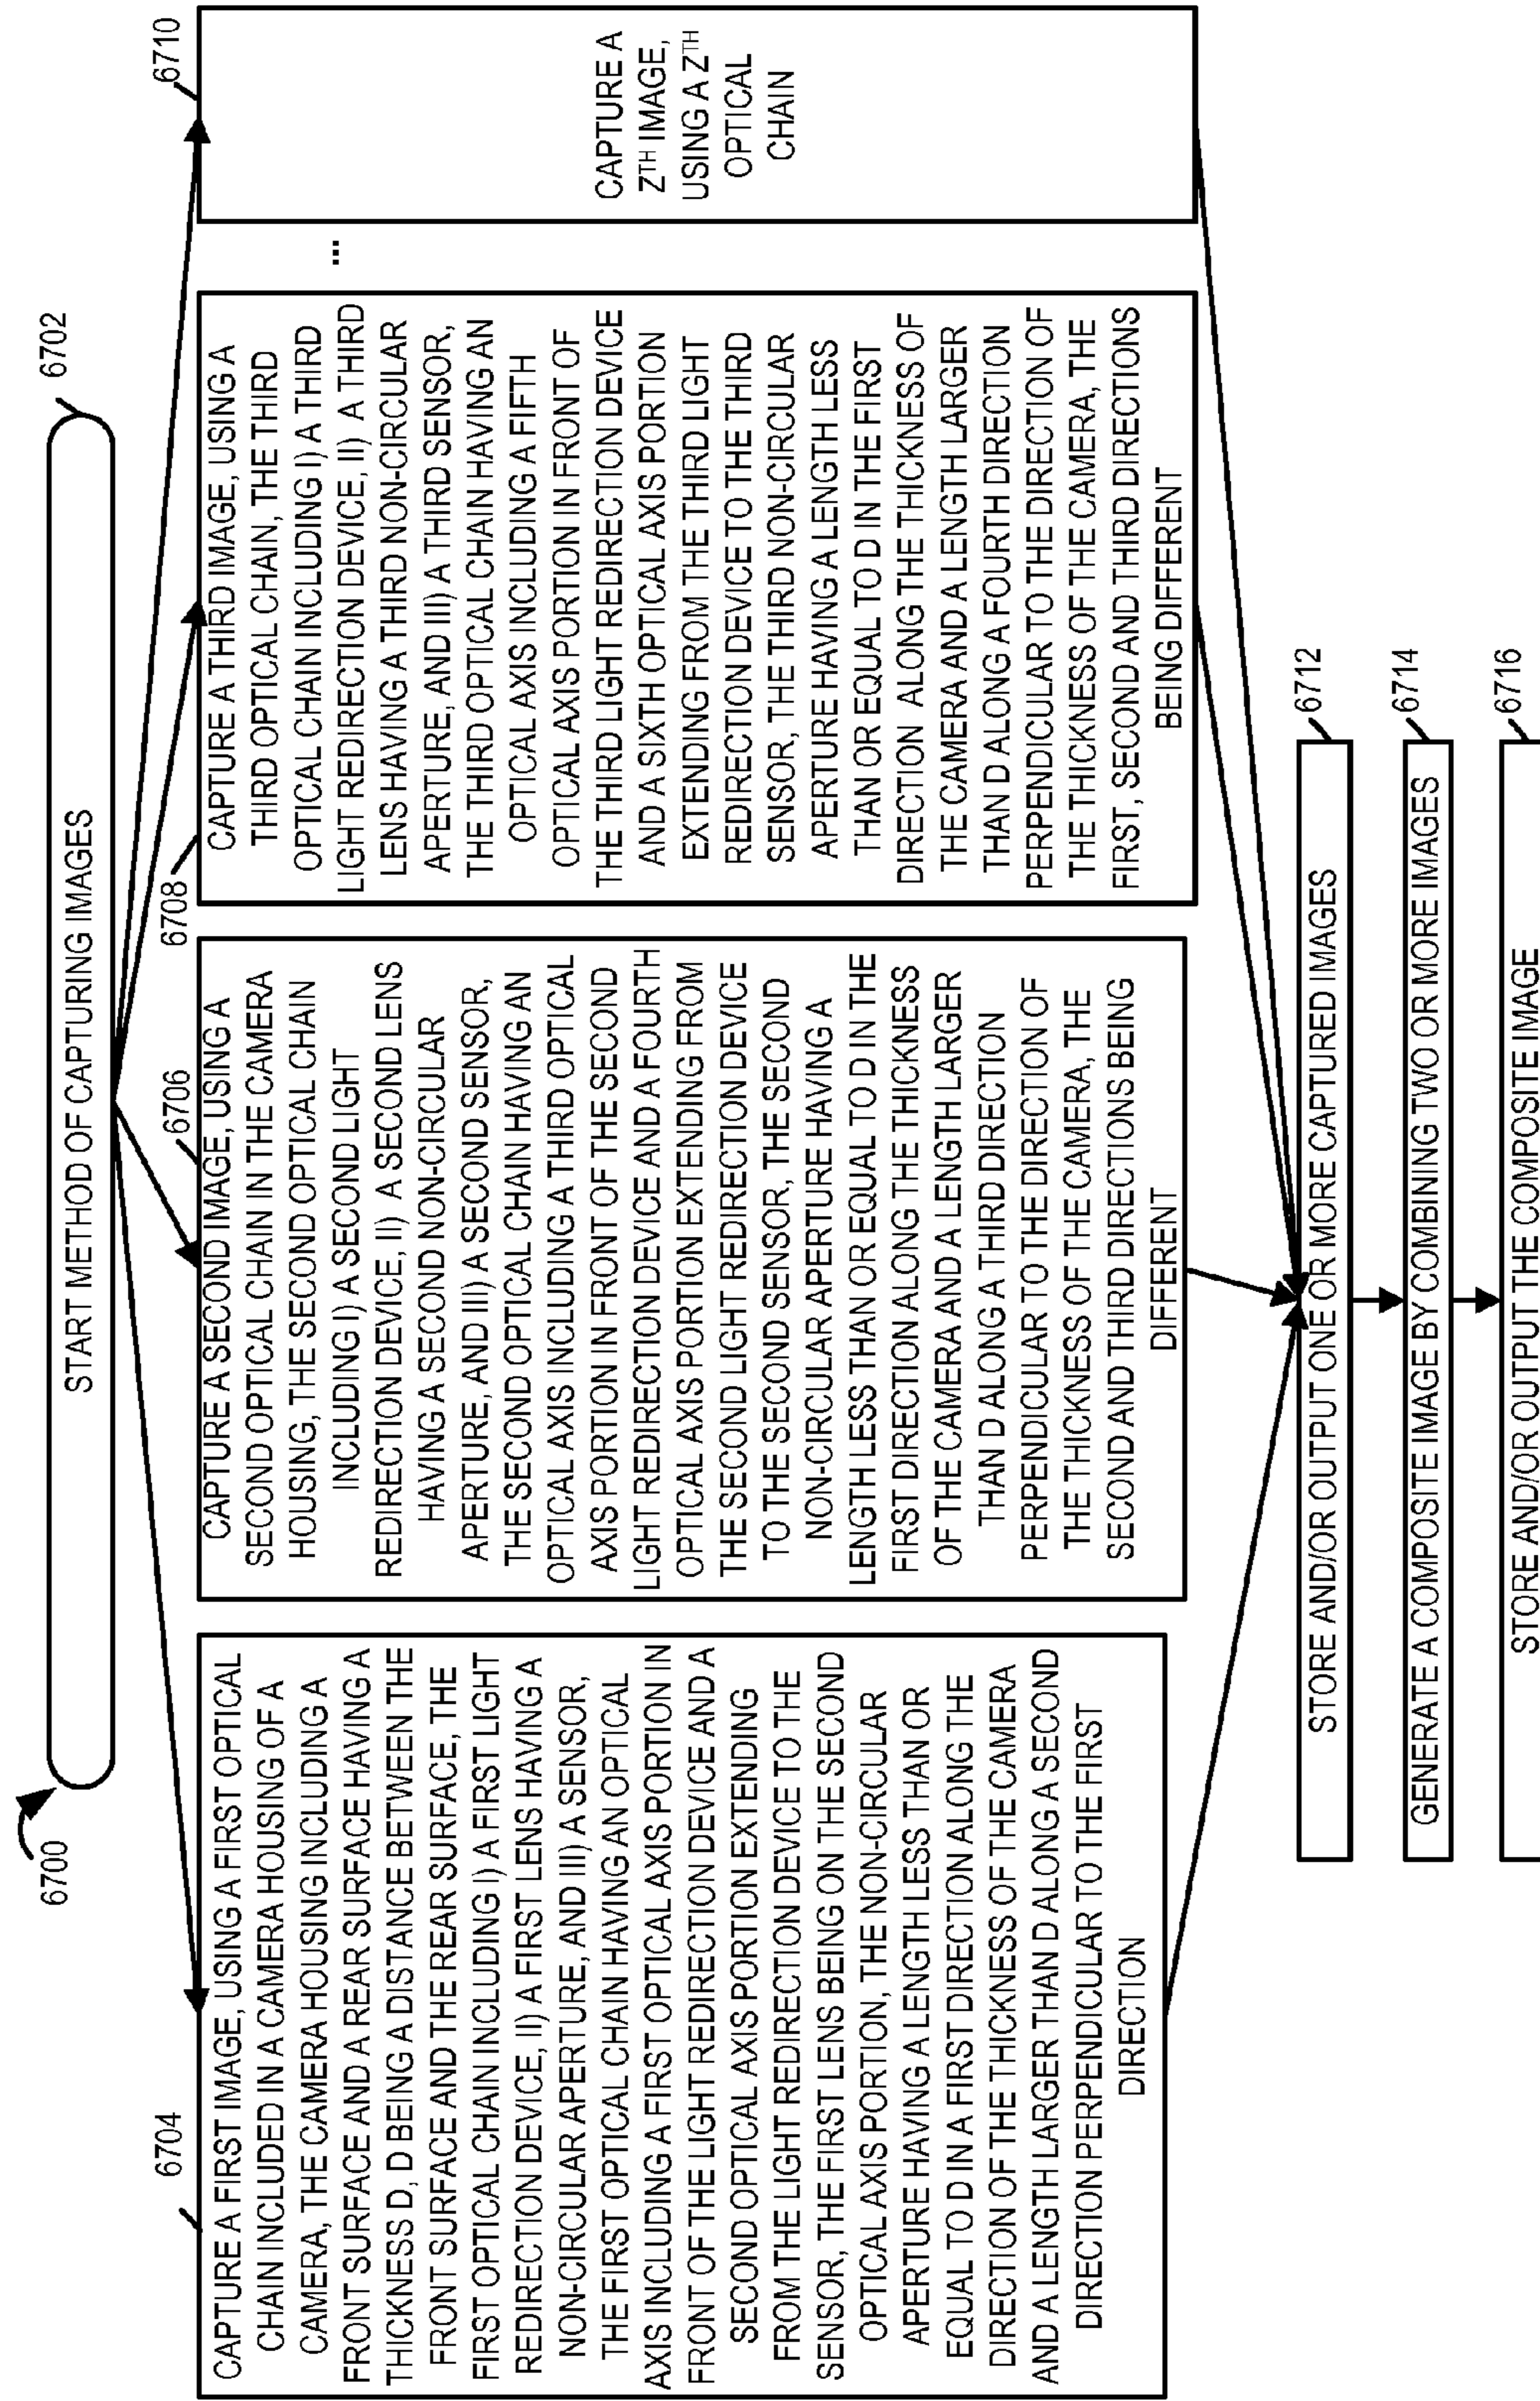 6700
START METHOD OF CAPTURING IMAGES
6702
6704
CAPTURE A FIRST IMAGE, USING A FIRST OPTICAL
CHAIN INCLUDED IN A CAMERA HOUSING OF A
CAMERA, THE CAMERA HOUSING INCLUDING A
FRONT SURFACE AND A REAR SURFACE HAVING A
THICKNESS D, D BEING A DISTANCE BETWEEN THE
FRONT SURFACE AND THE REAR SURFACE, THE
FIRST OPTICAL CHAIN INCLUDING I) A FIRST LIGHT
REDIRECTION DEVICE, II) A FIRST LENS HAVING A
NON-CIRCULAR APERTURE, AND III) A SENSOR,
THE FIRST OPTICAL CHAIN HAVING AN OPTICAL
AXIS INCLUDING A FIRST OPTICAL AXIS PORTION IN
FRONT OF THE LIGHT REDIRECTION DEVICE AND A
SECOND OPTICAL AXIS PORTION EXTENDING
FROM THE LIGHT REDIRECTION DEVICE TO THE
SENSOR, THE FIRST LENS BEING ON THE SECOND
OPTICAL AXIS PORTION, THE NON-CIRCULAR
APERTURE HAVING A LENGTH LESS THAN OR
EQUAL TO D IN A FIRST DIRECTION ALONG THE
DIRECTION OF THE THICKNESS OF THE CAMERA
AND A LENGTH LARGER THAN D ALONG A SECOND
DIRECTION PERPENDICULAR TO THE FIRST
DIRECTION
6706
CAPTURE A SECOND IMAGE, USING A
SECOND OPTICAL CHAIN IN THE CAMERA
HOUSING, THE SECOND OPTICAL CHAIN
INCLUDING I) A SECOND LIGHT
REDIRECTION DEVICE, II) A SECOND LENS
HAVING A SECOND NON-CIRCULAR
APERTURE, AND III) A SECOND SENSOR,
THE SECOND OPTICAL CHAIN HAVING AN
OPTICAL AXIS INCLUDING A THIRD OPTICAL
AXIS PORTION IN FRONT OF THE SECOND
LIGHT REDIRECTION DEVICE AND A FOURTH
OPTICAL AXIS PORTION EXTENDING FROM
THE SECOND LIGHT REDIRECTION DEVICE
TO THE SECOND SENSOR, THE SECOND
NON-CIRCULAR APERTURE HAVING A
LENGTH LESS THAN OR EQUAL TO D IN THE
FIRST DIRECTION ALONG THE THICKNESS
OF THE CAMERA AND A LENGTH LARGER
THAN D ALONG A THIRD DIRECTION
PERPENDICULAR TO THE DIRECTION OF
THE THICKNESS OF THE CAMERA, THE
SECOND AND THIRD DIRECTIONS BEING
DIFFERENT
6708
CAPTURE A THIRD IMAGE, USING A
THIRD OPTICAL CHAIN, THE THIRD
OPTICAL CHAIN INCLUDING I) A THIRD
LIGHT REDIRECTION DEVICE, II) A THIRD
LENS HAVING A THIRD NON-CIRCULAR
APERTURE, AND III) A THIRD SENSOR,
THE THIRD OPTICAL CHAIN HAVING AN
OPTICAL AXIS INCLUDING A FIFTH
OPTICAL AXIS PORTION IN FRONT OF
THE THIRD LIGHT REDIRECTION DEVICE
AND A SIXTH OPTICAL AXIS PORTION
EXTENDING FROM THE THIRD LIGHT
REDIRECTION DEVICE TO THE THIRD
SENSOR, THE THIRD NON-CIRCULAR
APERTURE HAVING A LENGTH LESS
THAN OR EQUAL TO D IN THE FIRST
DIRECTION ALONG THE THICKNESS OF
THE CAMERA AND A LENGTH LARGER
THAN D ALONG A FOURTH DIRECTION
PERPENDICULAR TO THE DIRECTION OF
THE THICKNESS OF THE CAMERA, THE
FIRST, SECOND AND THIRD DIRECTIONS
BEING DIFFERENT
...
6710
CAPTURE A
Z^TH IMAGE,
USING A Z^TH
OPTICAL
CHAIN
6712
STORE AND/OR OUTPUT ONE OR MORE CAPTURED IMAGES
6714
GENERATE A COMPOSITE IMAGE BY COMBINING TWO OR MORE IMAGES
6716
STORE AND/OR OUTPUT THE COMPOSITE IMAGE